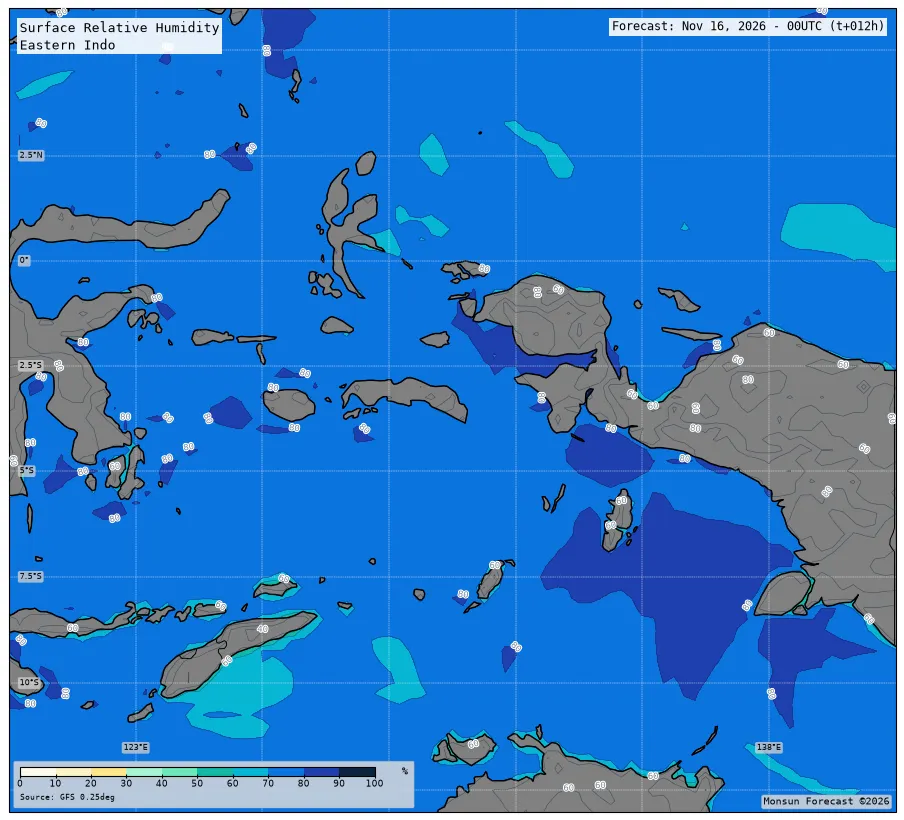 Surface Relative Humidity
Eastern Indo
Forecast: Nov 16, 2026 - 00UTC (t+012h)
2.5°N
0°
2.5°S
5°S
7.5°S
10°S
123°E
138°E
0 10 20 30 40 50 60 70 80 90 100 %
Source: GFS 0.25deg
Monsun Forecast ©2026